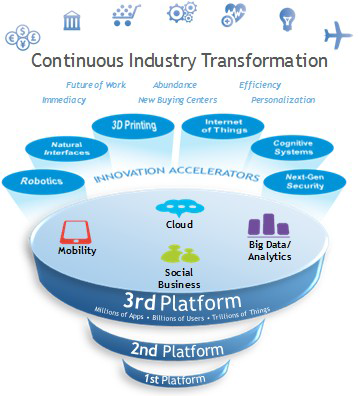 Continuous Industry Transformation
Future of Work Abundance Efficiency
Immediacy New Buying Centers Personalization
3D Printing
Internet
of Things
Natural
Interfaces
Cognitive
Systems
Robotics
INNOVATION ACCELERATORS
Next-Gen
Security
Mobility
Cloud
Big Data/
Analytics
Social
Business
3rd Platform
Millions of Apps • Billions of Users • Trillions of Things
2nd Platform
1st Platform